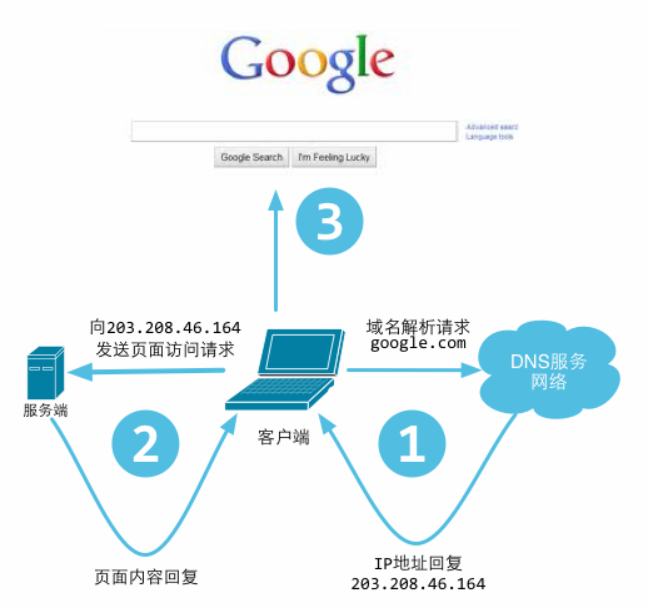 Google
Advanced search
Language tools
Google Search
I'm Feeling Lucky
3
向203.208.46.164
发送页面访问请求
域名解析请求
google.com
DNS服务
网络
服务端
客户端
2
1
页面内容回复
IP地址回复
203.208.46.164